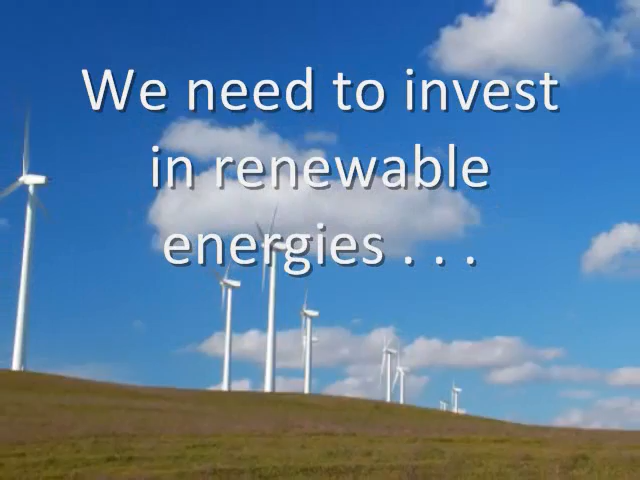 We need to invest
in renewable
energies . . .